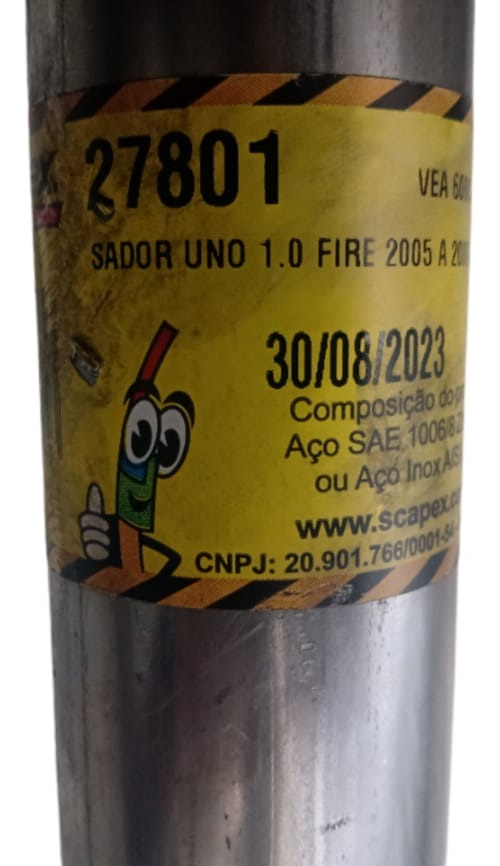 27801
VEA
SADOR UNO 1.0 FIRE 2005 A
30/08/2023
Composição do
Aço SAE 1006/8
ou Aço Inox
www.scapex.co
CNPJ: 20.901.766/0001-